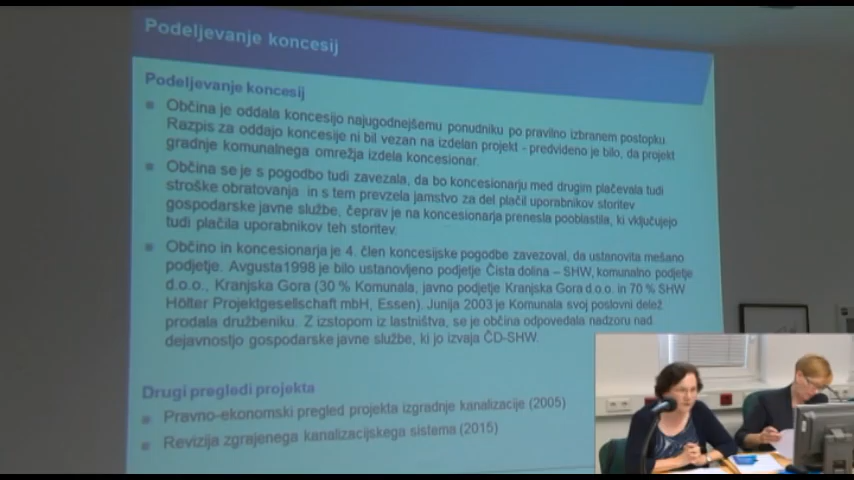 Podeljevanje koncesij
Podeljevanje koncesij
Občina je oddala koncesijo najugodnejšemu ponudniku po pravilno izbranem postopku.
Razpis za oddajo koncesije ni bil vezan na izdelan projekt - predvideno je bilo, da projekt
gradnje komunalnega omrežja izdela koncesionar.
Občina se je s pogodbo tudi zavezala, da bo koncesionarju med drugim plačevala tudi
stroške obratovanja in s tem prevzela jamstvo za del plačil uporabnikov storitev
gospodarske javne službe, čeprav je na koncesionarja prenesla pooblastila, ki vključujejo
tudi plačila uporabnikov teh storitev.
Občino in koncesionarja je 4. člen koncesijske pogodbe zavezoval, da ustanovita mešano
podjetje. Avgusta1998 je bilo ustanovljeno podjetje Čista dolina – SHW, komunalno podjetje
d.o.o., Kranjska Gora (30 % Komunala, javno podjetje Kranjska Gora d.o.o. in 70 % SHW
Hölter Projektgesellschaft mbH, Essen). Junija 2003 je Komunala svoj poslovni delež
prodala družbeniku. Z izstopom iz lastništva, se je občina odpovedala nadzoru nad
dejavnostjo gospodarske javne službe, ki jo izvaja ČD-SHW.
Drugi pregledi projekta
Pravno-ekonomski pregled projekta izgradnje kanalizacije (2005)
Revizija zgrajenega kanalizacijskega sistema (2015)